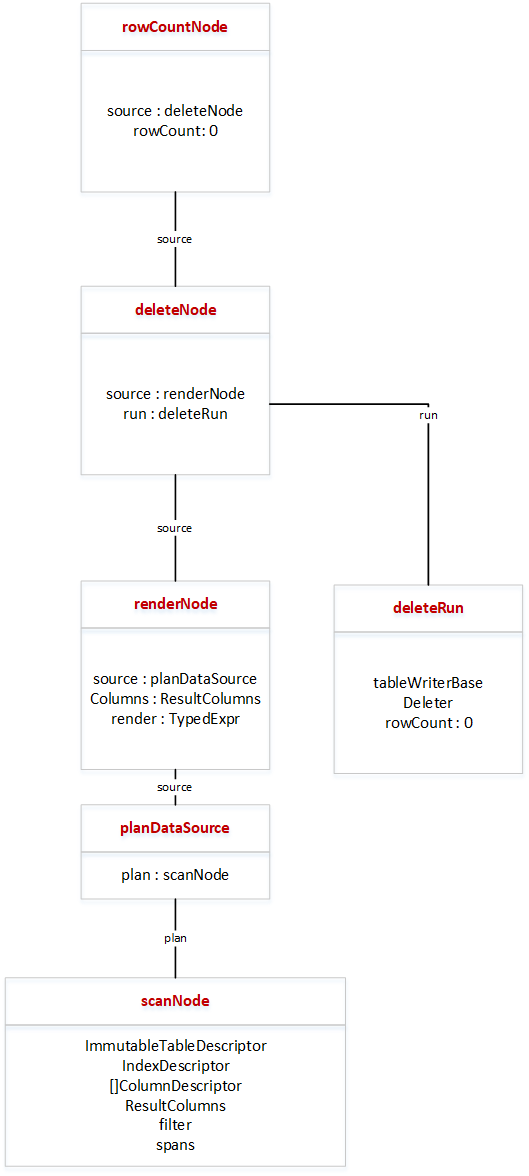 rowCountNode
source : deleteNode
rowCount: 0
source
deleteNode
source : renderNode
run : deleteRun
run
source
renderNode
source : planDataSource
Columns : ResultColumns
render : TypedExpr
deleteRun
tableWriterBase
Deleter
rowCount : 0
source
planDataSource
plan : scanNode
plan
scanNode
ImmutableTableDescriptor
IndexDescriptor
[]ColumnDescriptor
ResultColumns
filter
spans